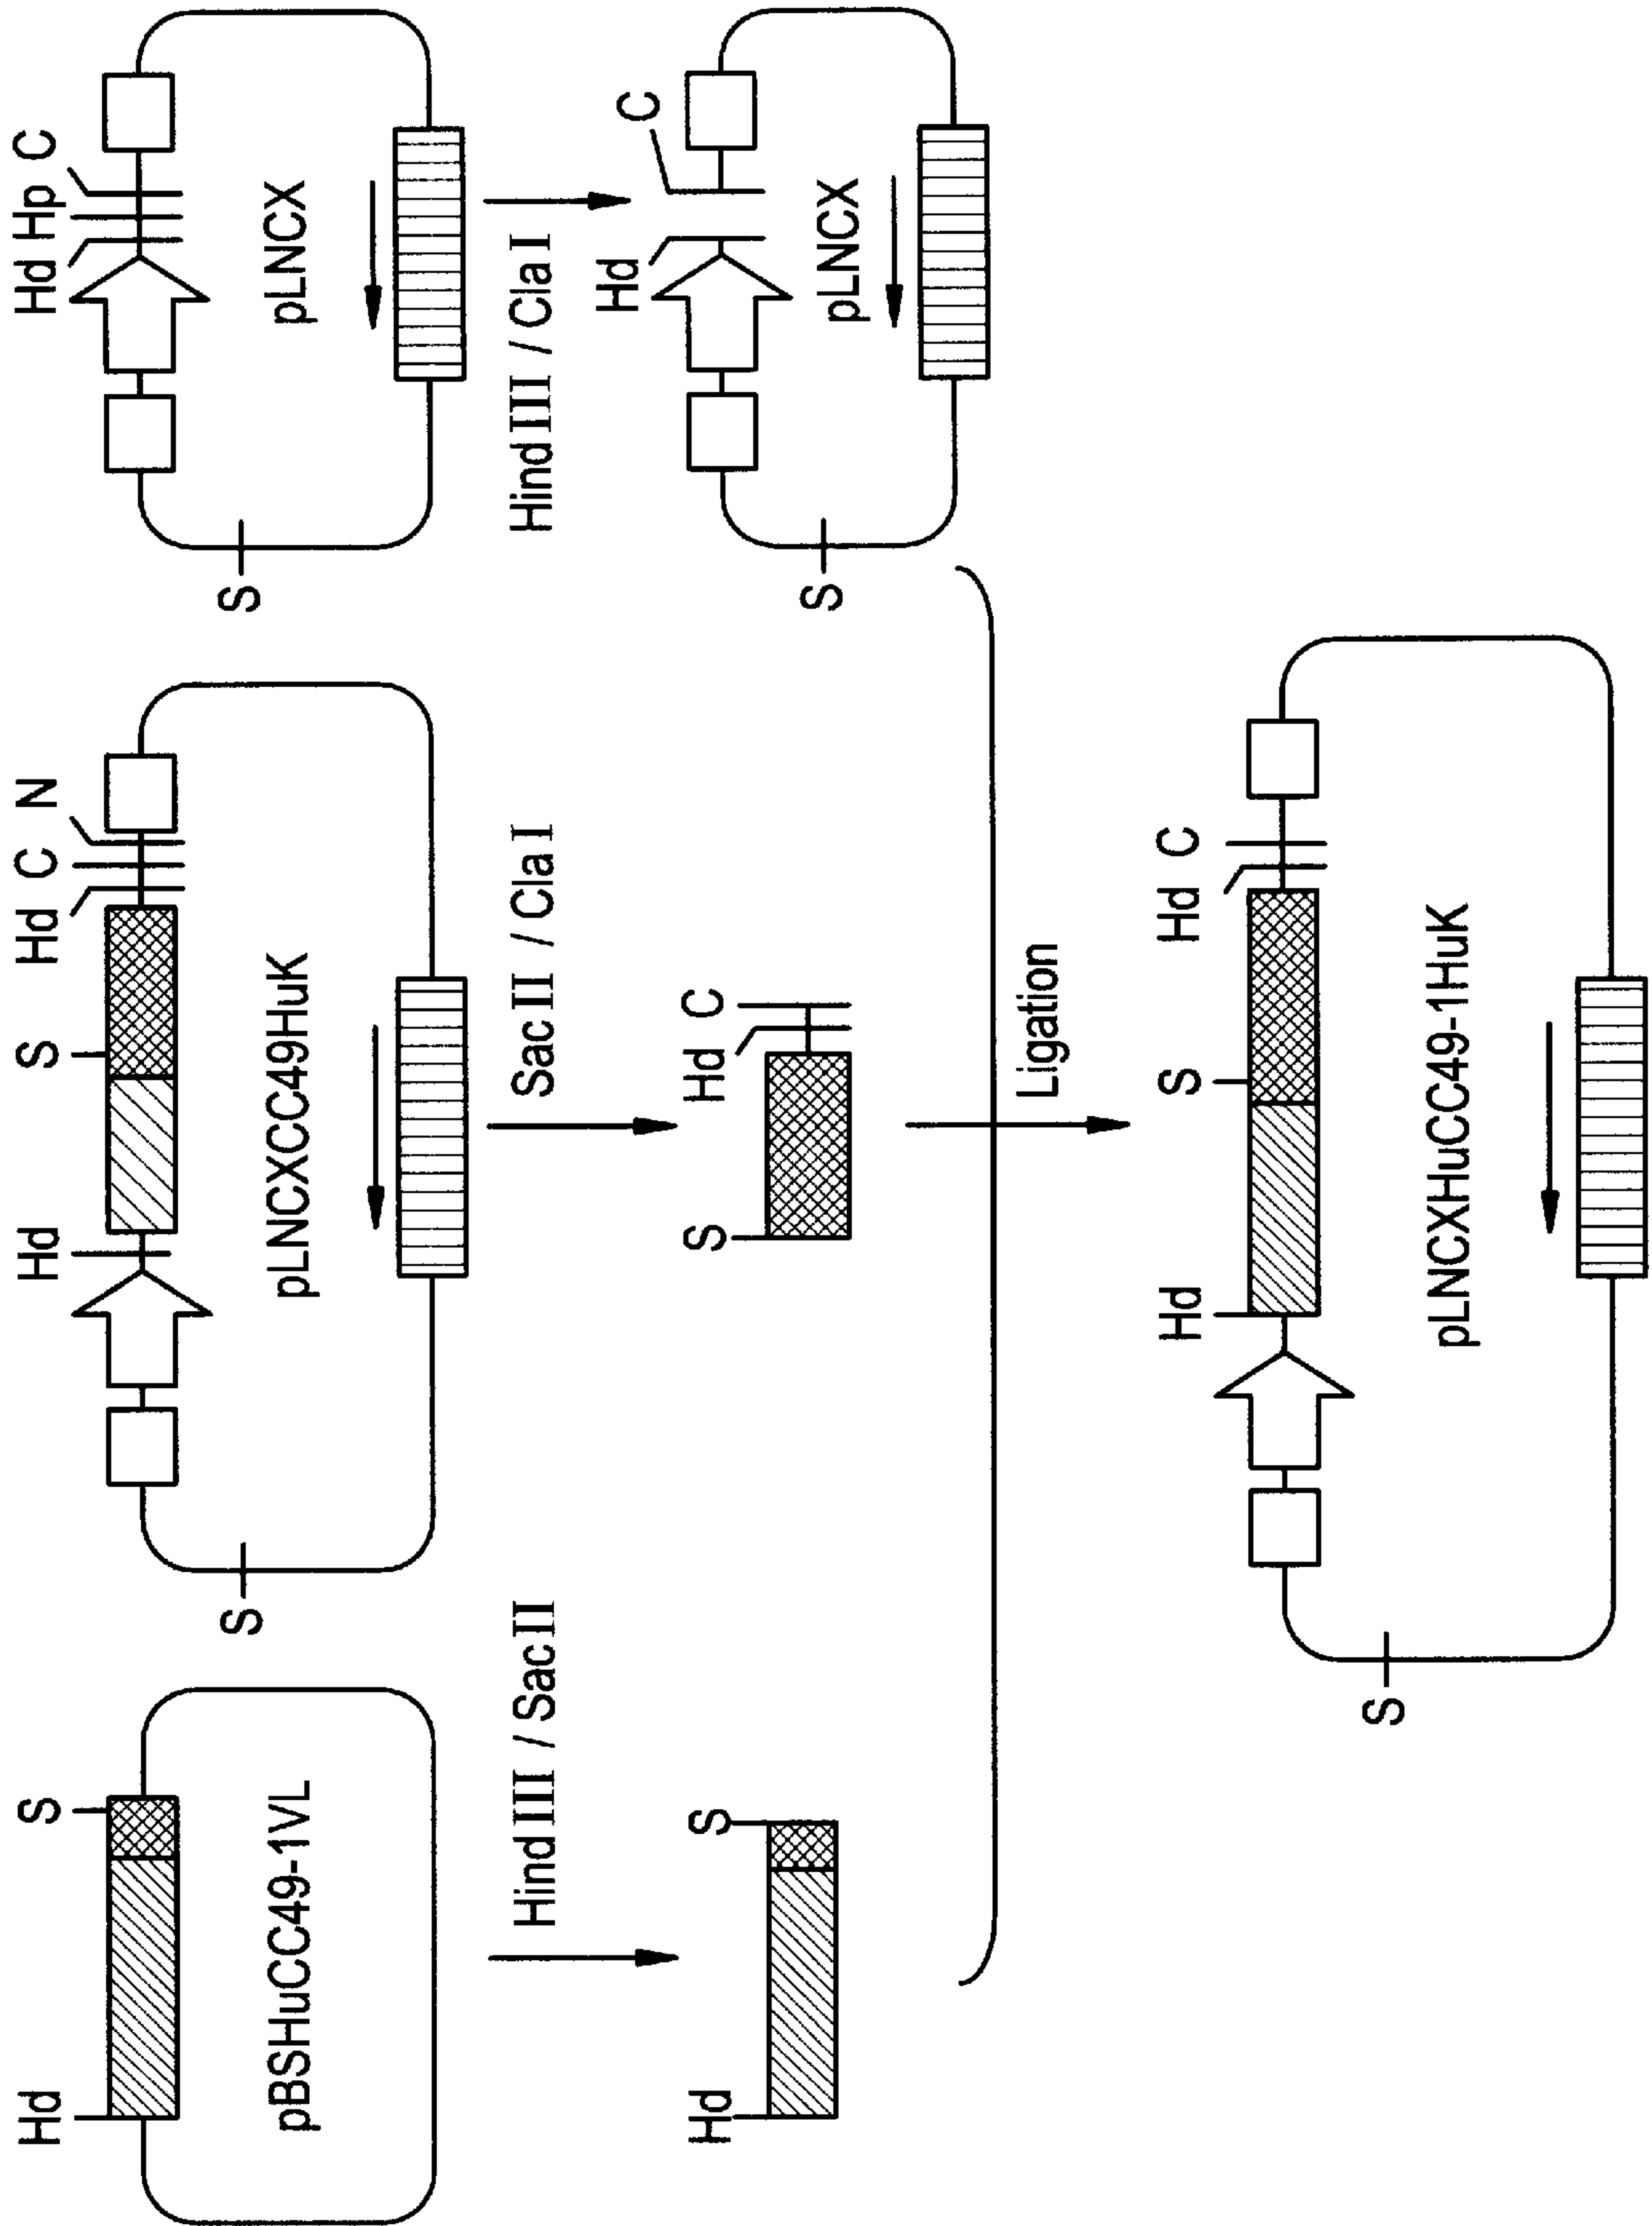 Hd S
pBSHuCC49-1VL
Hd S Hd C N
S
pLNCXCC49HuK
Hd Hp C
S
pLNCX
Hind III / Sac II
Sac II / Cla I
Hind III / Cla I
Hd S
S Hd C
Hd C
S
pLNCX
Ligation
Hd S Hd C
S
pLNCXHuCC49-1HuK